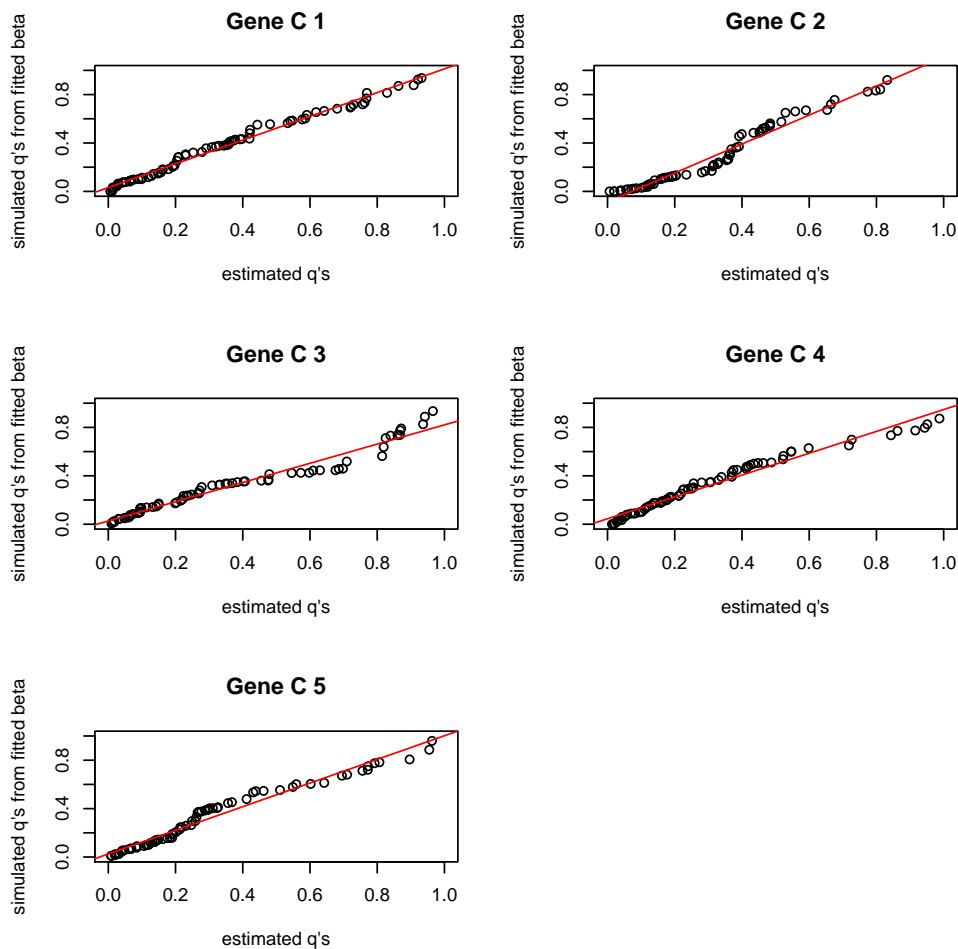 Gene C 1
simulated q's from fitted beta
0.0 0.4 0.8
0.0 0.2 0.4 0.6 0.8 1.0
estimated q's
Gene C 2
simulated q's from fitted beta
0.0 0.4 0.8
0.0 0.2 0.4 0.6 0.8 1.0
estimated q's
Gene C 3
simulated q's from fitted beta
0.0 0.4 0.8
0.0 0.2 0.4 0.6 0.8 1.0
estimated q's
Gene C 4
simulated q's from fitted beta
0.0 0.4 0.8
0.0 0.2 0.4 0.6 0.8 1.0
estimated q's
Gene C 5
simulated q's from fitted beta
0.0 0.4 0.8
0.0 0.2 0.4 0.6 0.8 1.0
estimated q's